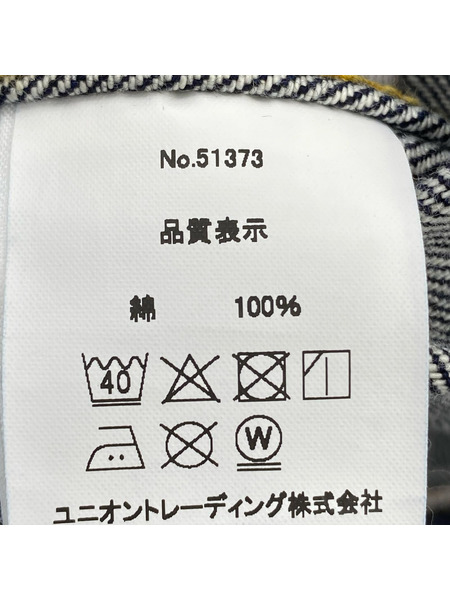 No.51373
品質表示
綿 100%
40
W
ユニオントレーディング株式会社